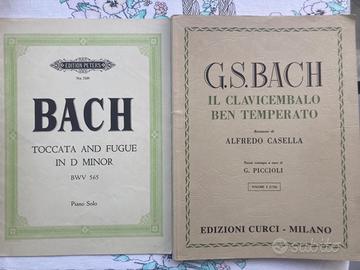 EDITION PETERS
BACH
TOCCATA AND FUGUE
IN D MINOR
BWV 565
Piano Solo
G.S.BACH
IL CLAVICEMBALO
BEN TEMPERATO
ALFREDO CASELLA
G. PICCIOLI
EDIZIONI CURCI - MILANO
subito